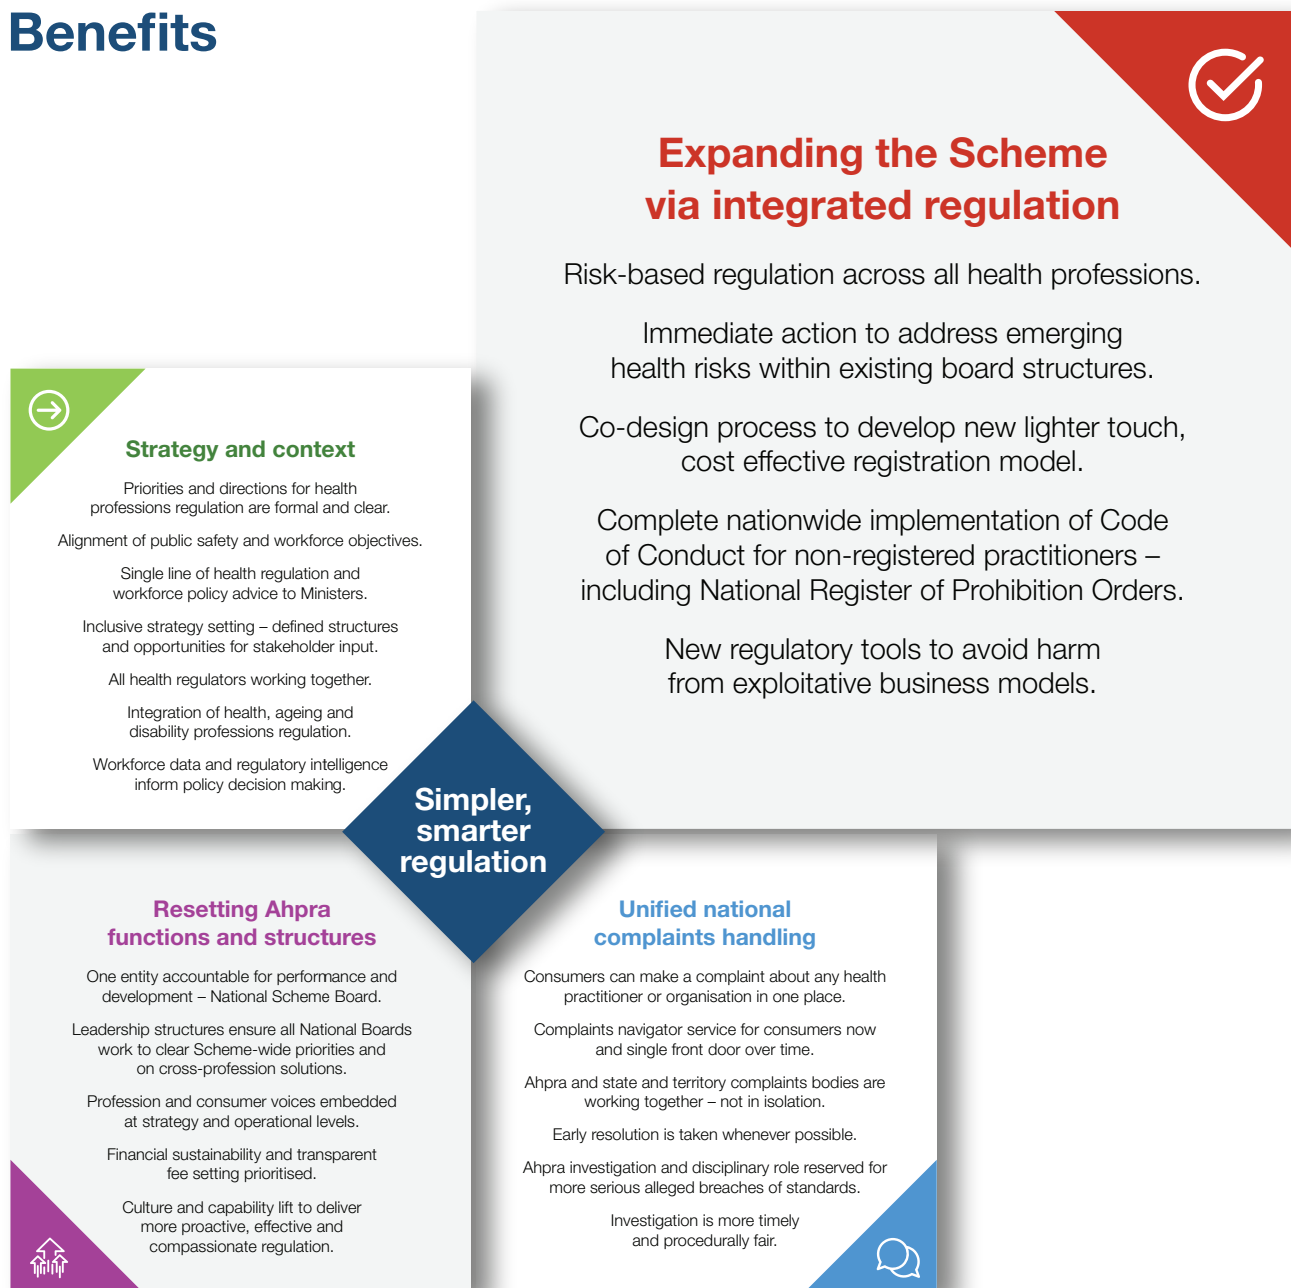 Benefits
Expanding the Scheme
via integrated regulation
Risk-based regulation across all health professions.
Immediate action to address emerging
health risks within existing board structures.
Co-design process to develop new lighter touch,
cost effective registration model.
Complete nationwide implementation of Code
of Conduct for non-registered practitioners –
including National Register of Prohibition Orders.
New regulatory tools to avoid harm
from exploitative business models.
Strategy and context
Priorities and directions for health
professions regulation are formal and clear.
Alignment of public safety and workforce objectives.
Single line of health regulation and
workforce policy advice to Ministers.
Inclusive strategy setting – defined structures
and opportunities for stakeholder input.
All health regulators working together.
Integration of health, ageing and
disability professions regulation.
Workforce data and regulatory intelligence
inform policy decision making.
Simpler,
smarter
regulation
Resetting Ahpra
functions and structures
One entity accountable for performance and
development – National Scheme Board.
Leadership structures ensure all National Boards
work to clear Scheme-wide priorities and
on cross-profession solutions.
Profession and consumer voices embedded
at strategy and operational levels.
Financial sustainability and transparent
fee setting prioritised.
Culture and capability lift to deliver
more proactive, effective and
compassionate regulation.
Unified national
complaints handling
Consumers can make a complaint about any health
practitioner or organisation in one place.
Complaints navigator service for consumers now
and single front door over time.
Ahpra and state and territory complaints bodies are
working together – not in isolation.
Early resolution is taken whenever possible.
Ahpra investigation and disciplinary role reserved for
more serious alleged breaches of standards.
Investigation is more timely
and procedurally fair.